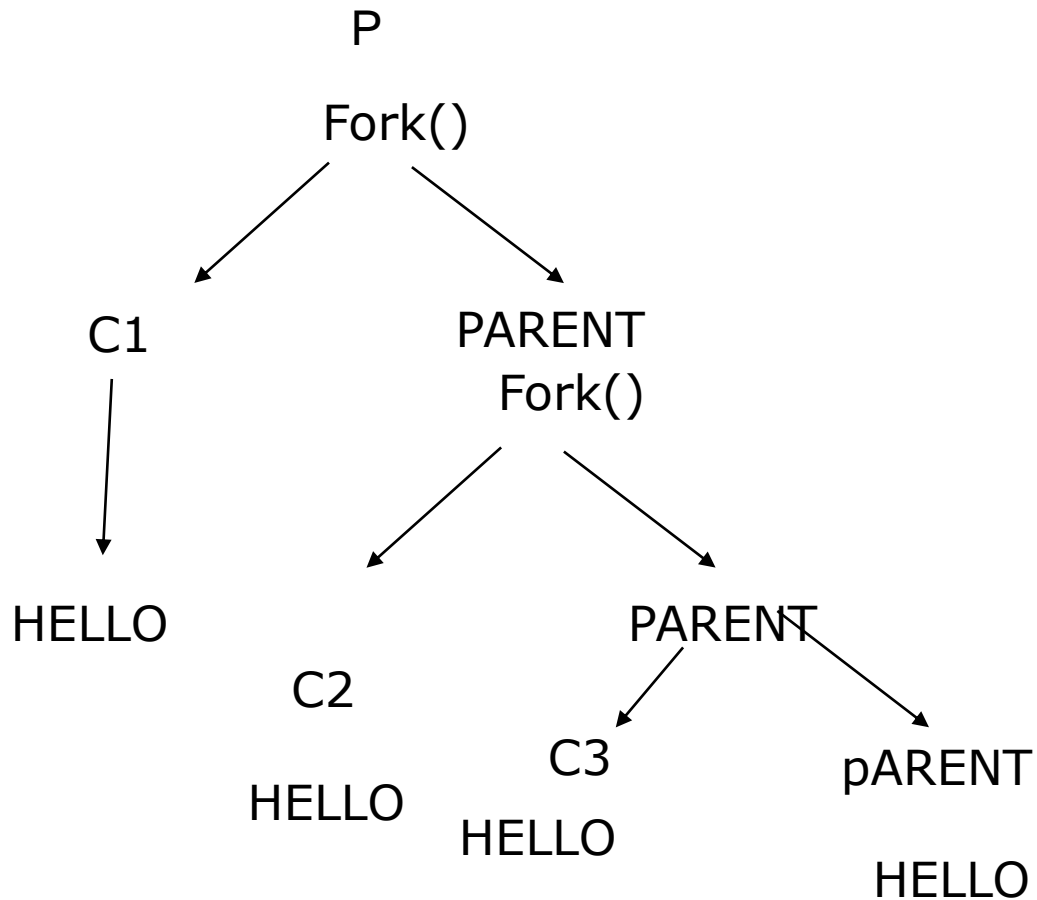 P
Fork()
C1
PARENT
Fork()
HELLO
PARENT
C2
C3
pARENT
HELLO
HELLO
HELLO